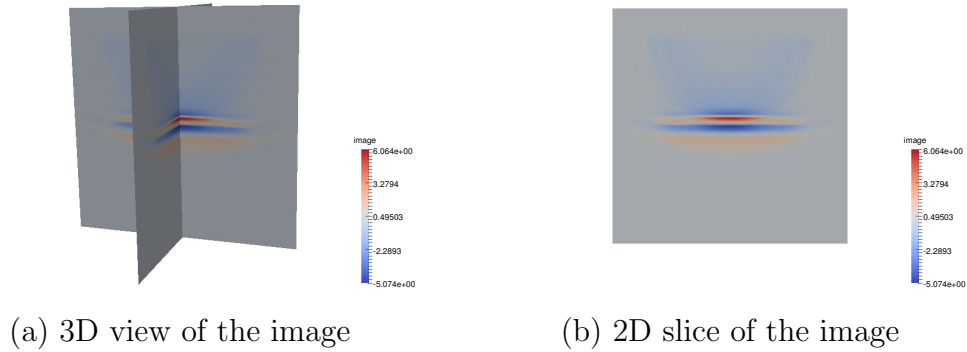 image
6.064e+00
3.2794
0.49503
-2.2893
-5.074e+00
image
6.064e+00
3.2794
0.49503
-2.2893
-5.074e+00
(a) 3D view of the image
(b) 2D slice of the image